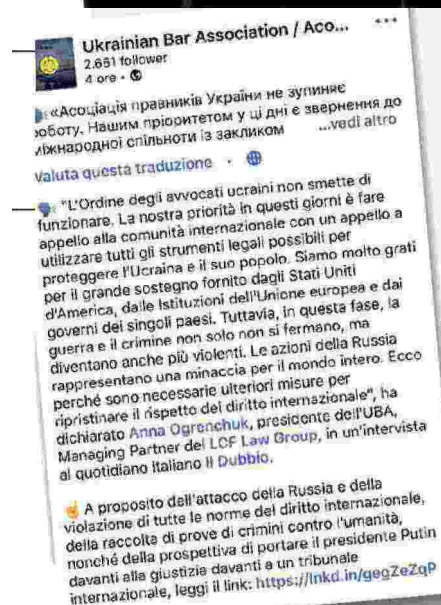 Ukrainian Bar Association / Aco...
2.651 follower
4 ore •
«Асоціація правників України не зупиняє
роботу. Нашим пріоритетом у ці дні є звернення до
міжнародної спільноти із закликом ...vedi altro
Valuta questa traduzione •
"L'Ordine degli avvocati ucraini non smette di
funzionare. La nostra priorità in questi giorni è fare
appello alla comunità internazionale con un appello a
utilizzare tutti gli strumenti legali possibili per
proteggere l'Ucraina e il suo popolo. Siamo molto grati
per il grande sostegno fornito dagli Stati Uniti
d'America, dalle Istituzioni dell'Unione europea e dai
governi dei singoli paesi. Tuttavia, in questa fase, la
guerra e il crimine non solo non si fermano, ma
diventano anche più violenti. Le azioni della Russia
rappresentano una minaccia per il mondo intero. Ecco
perché sono necessarie ulteriori misure per
ripristinare il rispetto del diritto internazionale", ha
dichiarato Anna Ogrenchuk, presidente dell'UBA,
Managing Partner del LCF Law Group, in un'intervista
al quotidiano italiano Il Dubbio.
A proposito dell'attacco della Russia e della
violazione di tutte le norme del diritto internazionale,
della raccolta di prove di crimini contro l'umanità,
nonché della prospettiva di portare il presidente Putin
davanti alla giustizia davanti a un tribunale
internazionale, leggi il link: https://lnkd.in/gegZeZqP